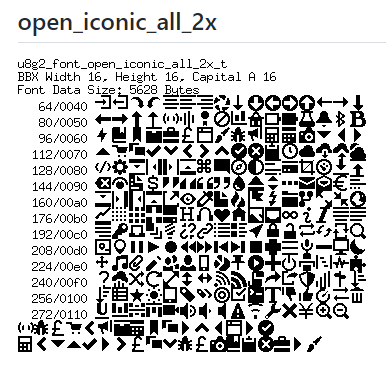 open_iconic_all_2x
u8g2_font_open_iconic_all_2x_t
BBX Width 16, Height 16, Capital A 16
Font Data Size: 5628 Bytes
64/0040
80/0050
96/0060
112/0070
128/0080
144/0090
160/00a0
176/00b0
192/00c0
208/00d0
224/00e0
240/00f0
256/0100
272/0110